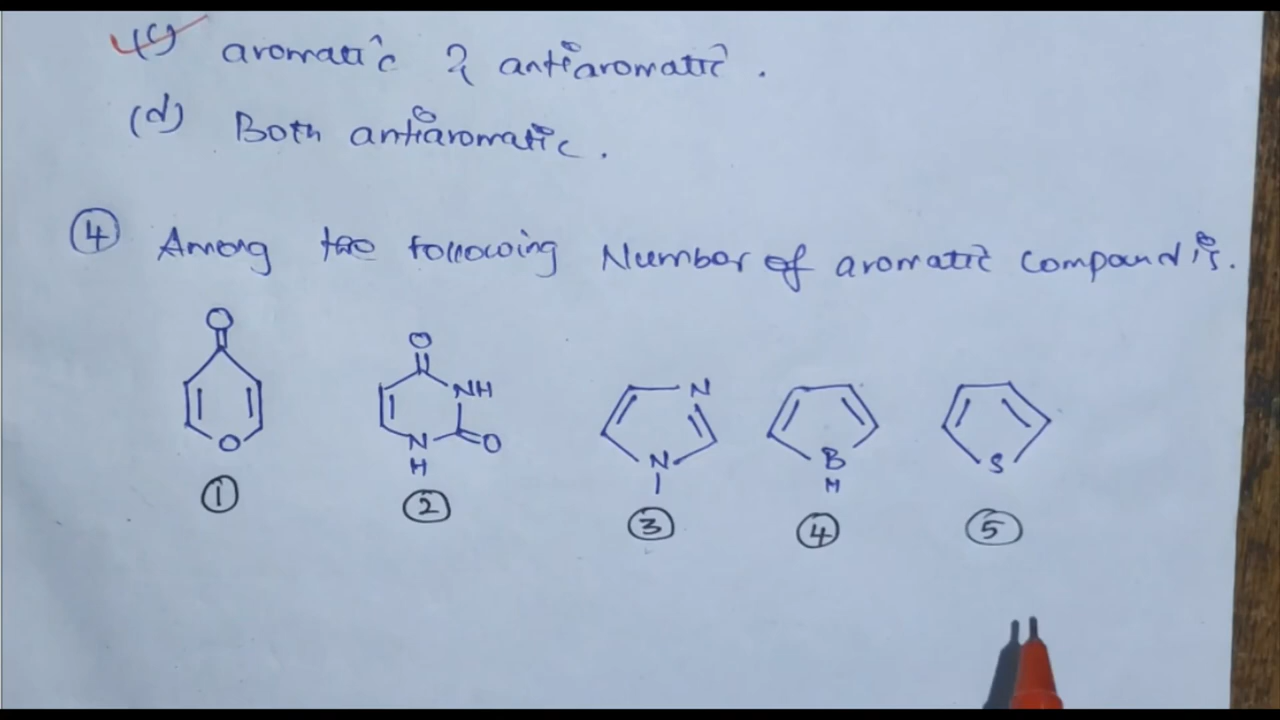 (c) aromatic & antiaromatic.
(d) Both antiaromatic.
④ Among the following Number of aromatic compound is.
O
O
NH
N
O
O
N
H
N
B
H
S
①
②
③
④
⑤